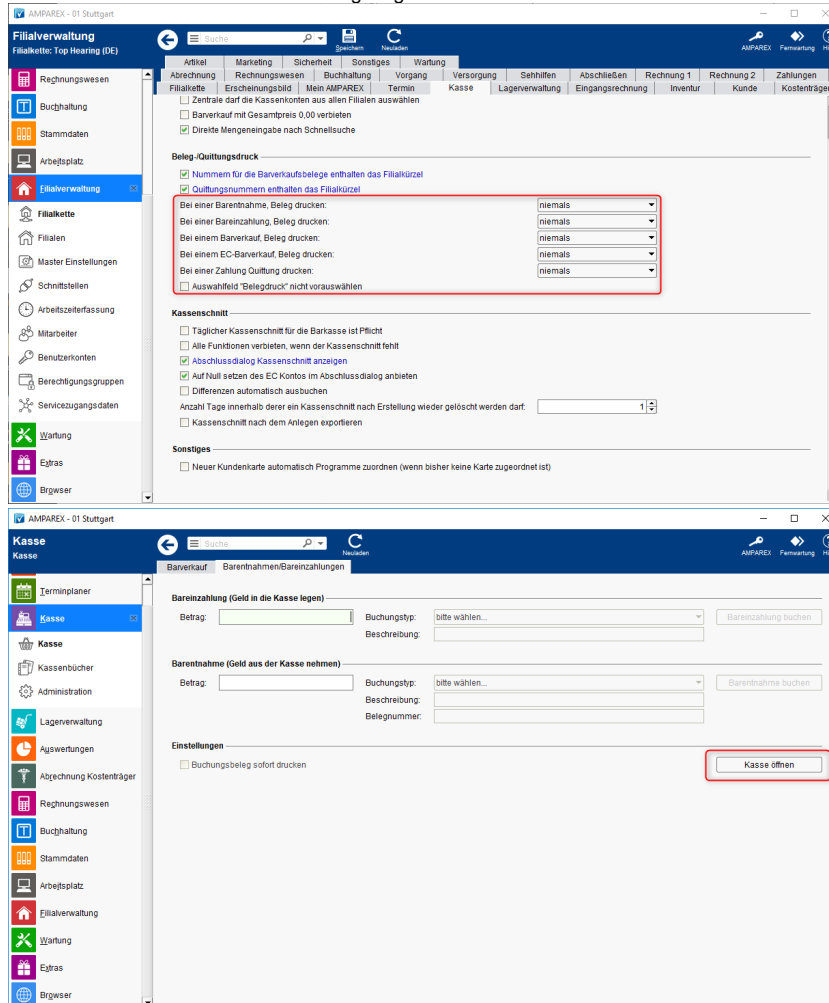 AMPAREX - 01 Stuttgart
Filialverwaltung
Filialkette: Top Hearing (DE)
Suche
Speichern
Neuladen
AMPAREX
Fernwartung
Artikel Marketing Sicherheit Sonstiges Wartung
Abrechnung Rechnungswesen Buchhaltung Vorgang Versorgung Sehhilfen Abschließen Rechnung 1 Rechnung 2 Zahlungen
Filialkette Erscheinungsbild Mein AMPAREX Termin Kasse Lagerverwaltung Eingangsrechnung Inventur Kunde Kostenträger
Rechnungswesen
Buchhaltung
Stammdaten
Arbeitsplatz
Filialverwaltung
Filialkette
Filialen
Master Einstellungen
Schnittstellen
Arbeitszeiterfassung
Mitarbeiter
Benutzerkonten
Berechtigungsgruppen
Servicezugangsdaten
Wartung
Extras
Browser
Zentrale darf die Kassenkonten aus allen Filialen auswählen
Barverkauf mit Gesamtpreis 0,00 verbieten
Direkte Mengeneingabe nach Schnellsuche
Beleg-/Quittungsdruck
Nummern für die Barverkaufsbelege enthalten das Filialkürzel
Quittungsnummern enthalten das Filialkürzel
Bei einer Barentnahme, Beleg drucken: niemals
Bei einer Bareinzahlung, Beleg drucken: niemals
Bei einem Barverkauf, Beleg drucken: niemals
Bei einem EC-Barverkauf, Beleg drucken: niemals
Bei einer Zahlung Quittung drucken: niemals
Auswahlfeld "Belegdruck" nicht vorauswählen
Kassenschnitt
Täglicher Kassenschnitt für die Barkasse ist Pflicht
Alle Funktionen verbieten, wenn der Kassenschnitt fehlt
Abschlussdialog Kassenschnitt anzeigen
Auf Null setzen des EC Kontos im Abschlussdialog anbieten
Differenzen automatisch ausbuchen
Anzahl Tage innerhalb derer ein Kassenschnitt nach Erstellung wieder gelöscht werden darf: 1
Kassenschnitt nach dem Anlegen exportieren
Sonstiges
Neuer Kundenkarte automatisch Programme zuordnen (wenn bisher keine Karte zugeordnet ist)
AMPAREX - 01 Stuttgart
Kasse
Kasse
Suche
Neuladen
AMPAREX
Fernwartung
Barverkauf Barentnahmen/Bareinzahlungen
Terminplaner
Kasse
Kasse
Kassenbücher
Administration
Lagerverwaltung
Auswertungen
Abrechnung Kostenträger
Rechnungswesen
Buchhaltung
Stammdaten
Arbeitsplatz
Filialverwaltung
Wartung
Extras
Browser
Bareinzahlung (Geld in die Kasse legen)
Betrag: Buchungstyp: bitte wählen... Bareinzahlung buchen
Beschreibung:
Barentnahme (Geld aus der Kasse nehmen)
Betrag: Buchungstyp: bitte wählen... Barentnahme buchen
Beschreibung:
Belegnummer:
Einstellungen
Buchungsbeleg sofort drucken
Kasse öffnen